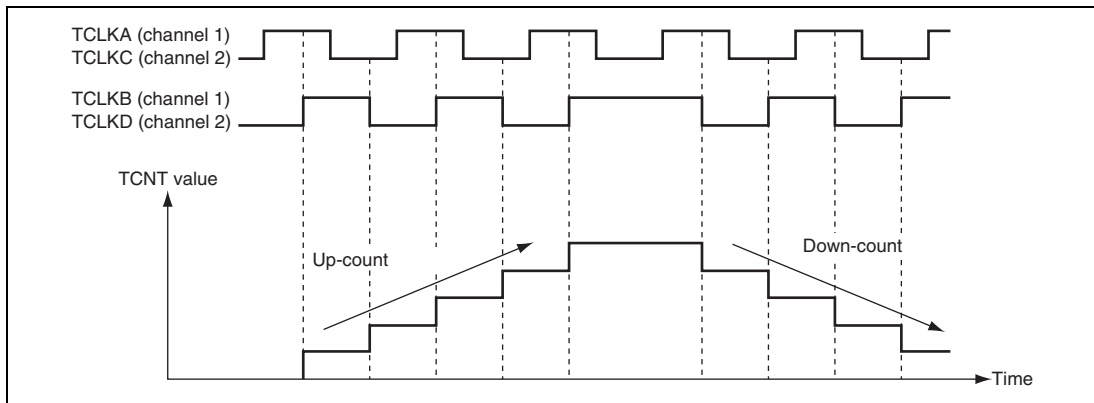 TCLKA (channel 1)
TCLKC (channel 2)
TCLKB (channel 1)
TCLKD (channel 2)
TCNT value
Up-count
Down-count
Time